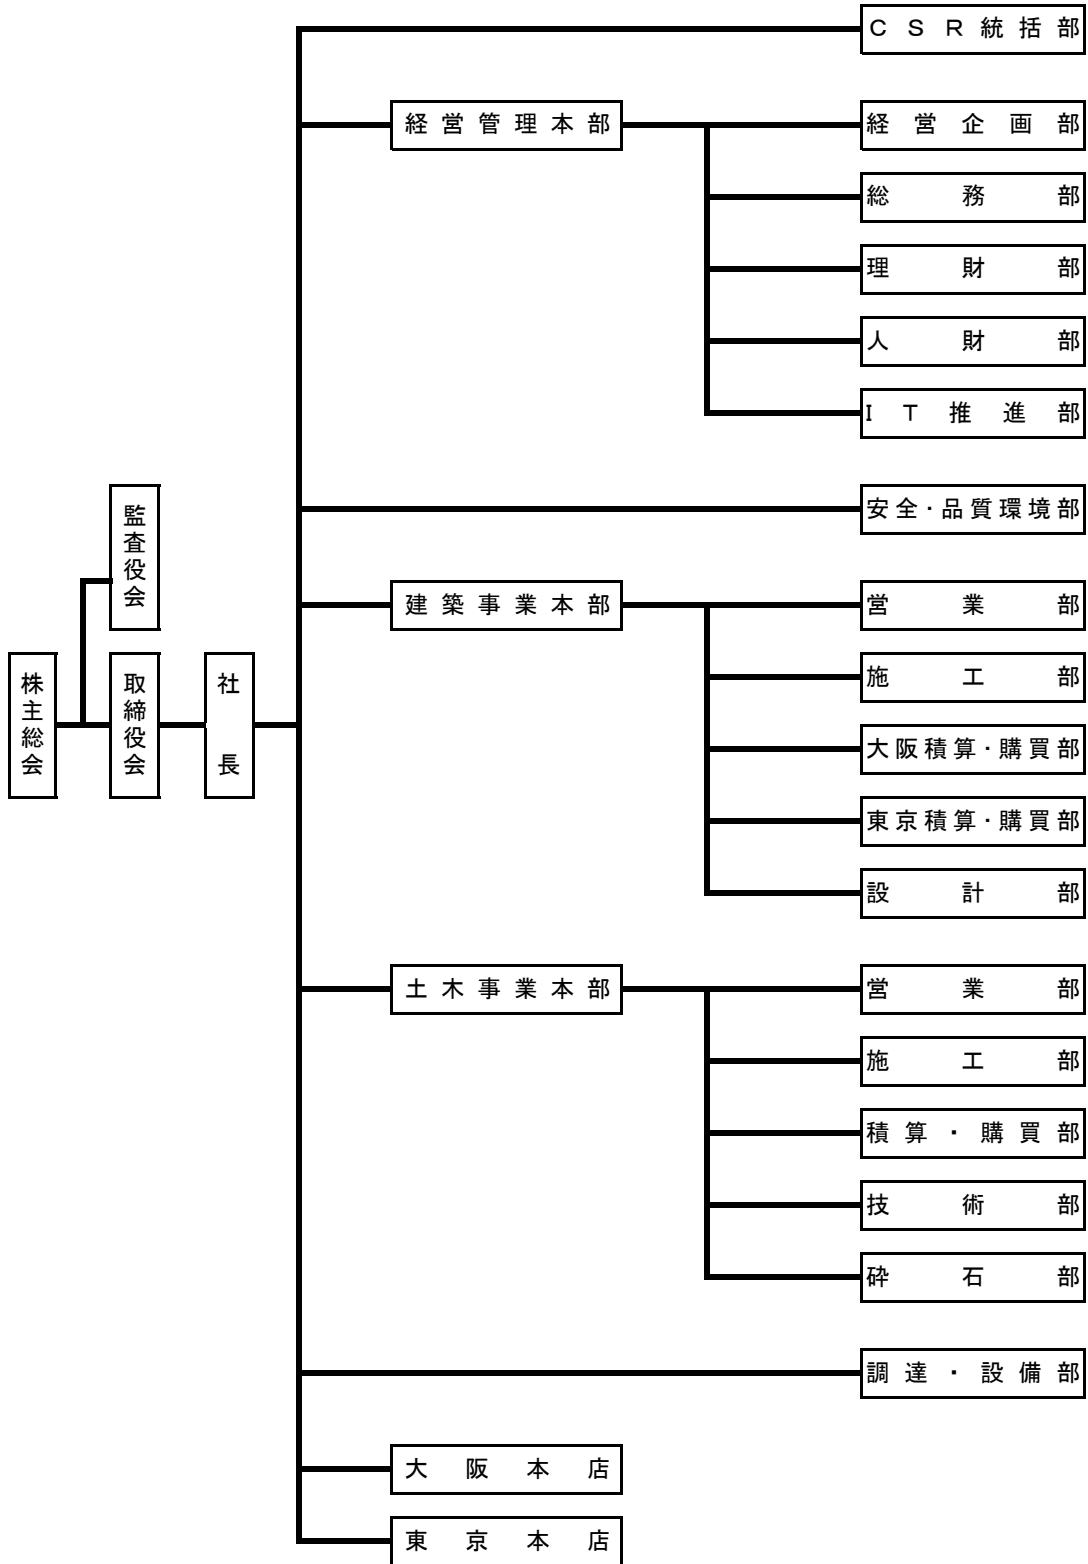 CSR統括部
経営管理本部
経営企画部
総務部
理財部
人財部
IT推進部
安全・品質環境部
監査役会
建築事業本部
営業部
施工部
株主総会
取締役会
社長
大阪積算・購買部
東京積算・購買部
設計部
土木事業本部
営業部
施工部
積算・購買部
技術部
砕石部
調達・設備部
大阪本店
東京本店